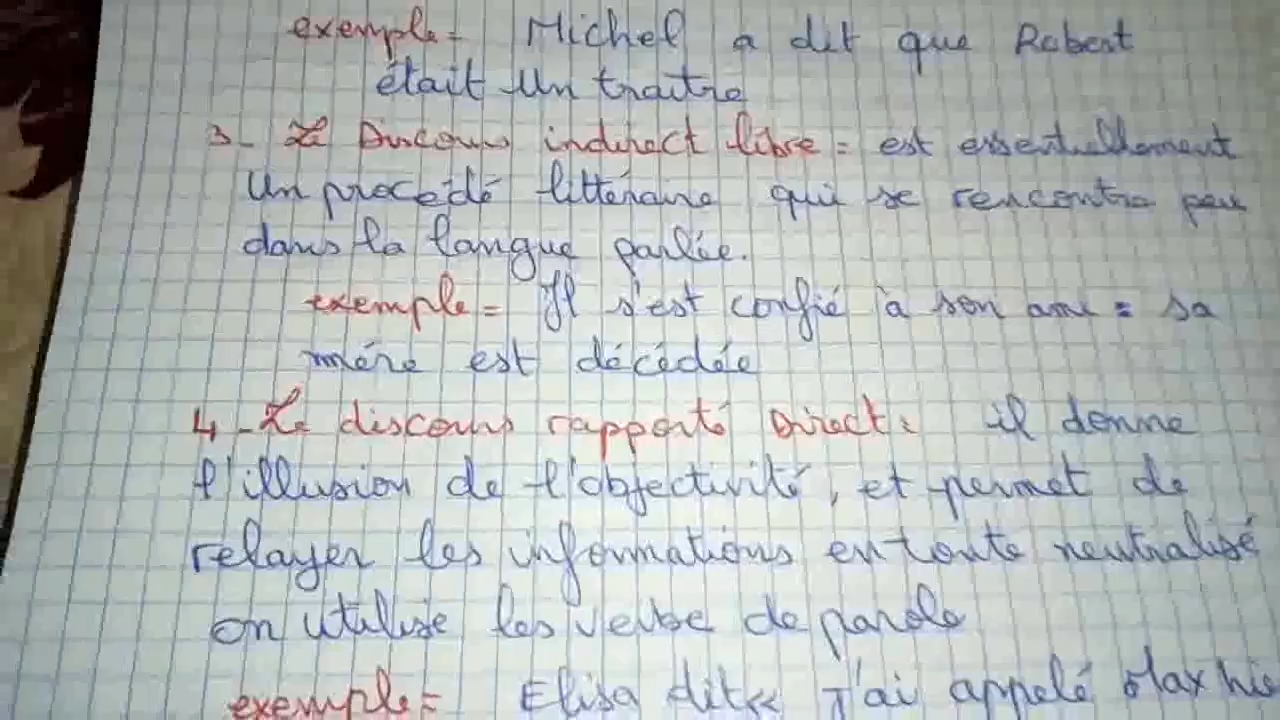 exemple = Michel a dit que Robert
était un traitre
3 - Le Discours indirect libre = est essentiellement
un procédé littéraire qui se rencontre peu
dans la langue parlée.
exemple = Il s'est confié à son ami = sa
mére est décédée
4 - Le discours rapporté Direct : il donne
l'illusion de l'objectivité, et permet de
relayer les informations en toute neutralisé
on utilise les verbe de parole
exemple = Elisa dit « J'ai appelé Max